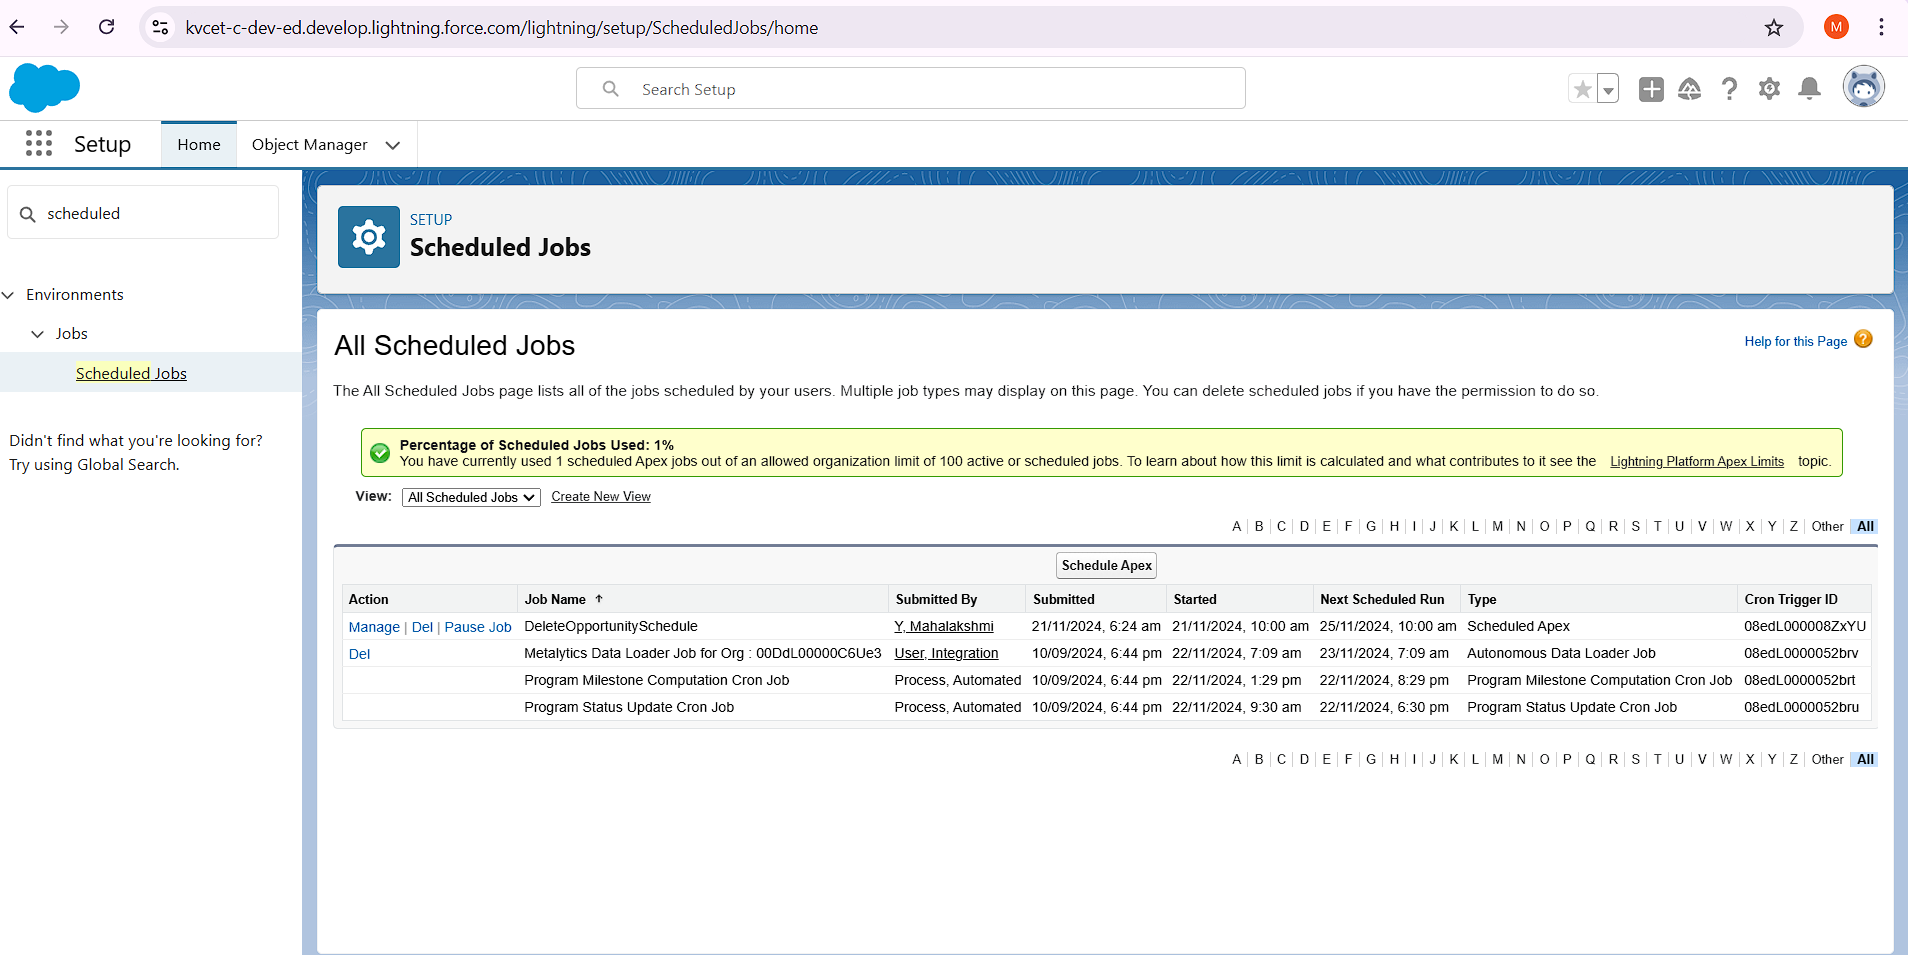 kvcet-c-dev-ed.develop.lightning.force.com/lightning/setup/ScheduledJobs/home
M
Search Setup
Setup
Home
Object Manager
scheduled
Environments
Jobs
Scheduled Jobs
Didn't find what you're looking for?
Try using Global Search.
SETUP
Scheduled Jobs
All Scheduled Jobs
Help for this Page ?
The All Scheduled Jobs page lists all of the jobs scheduled by your users. Multiple job types may display on this page. You can delete scheduled jobs if you have the permission to do so.
Percentage of Scheduled Jobs Used: 1%
You have currently used 1 scheduled Apex jobs out of an allowed organization limit of 100 active or scheduled jobs. To learn about how this limit is calculated and what contributes to it see the Lightning Platform Apex Limits topic.
View: All Scheduled Jobs Create New View
A | B | C | D | E | F | G | H | I | J | K | L | M | N | O | P | Q | R | S | T | U | V | W | X | Y | Z | Other All
Schedule Apex
Action Job Name ↑ Submitted By Submitted Started Next Scheduled Run Type Cron Trigger ID
Manage | Del | Pause Job DeleteOpportunitySchedule Y, Mahalakshmi 21/11/2024, 6:24 am 21/11/2024, 10:00 am 25/11/2024, 10:00 am Scheduled Apex 08edL000008ZxYU
Del Metalytics Data Loader Job for Org : 00DdL00000C6Ue3 User, Integration 10/09/2024, 6:44 pm 22/11/2024, 7:09 am 23/11/2024, 7:09 am Autonomous Data Loader Job 08edL0000052brv
Program Milestone Computation Cron Job Process, Automated 10/09/2024, 6:44 pm 22/11/2024, 1:29 pm 22/11/2024, 8:29 pm Program Milestone Computation Cron Job 08edL0000052brt
Program Status Update Cron Job Process, Automated 10/09/2024, 6:44 pm 22/11/2024, 9:30 am 22/11/2024, 6:30 pm Program Status Update Cron Job 08edL0000052bru
A | B | C | D | E | F | G | H | I | J | K | L | M | N | O | P | Q | R | S | T | U | V | W | X | Y | Z | Other All